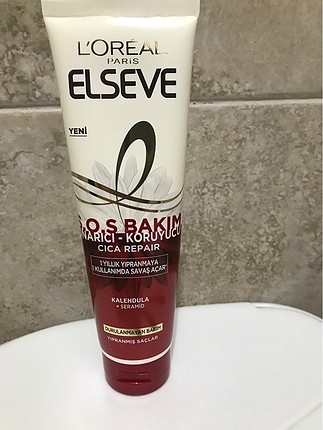 L'ORÉAL
PARIS
ELSEVE
YENİ
S.O.S BAKIM
ONARICI - KORUYUCU
CICA REPAIR
1 YILLIK YIPRANMAYA
KULLANIMDA SAVAŞ AÇAR
KALENDULA
+ SERAMİD
DURULANMAYAN BAKIM
YIPRANMIŞ SAÇLAR